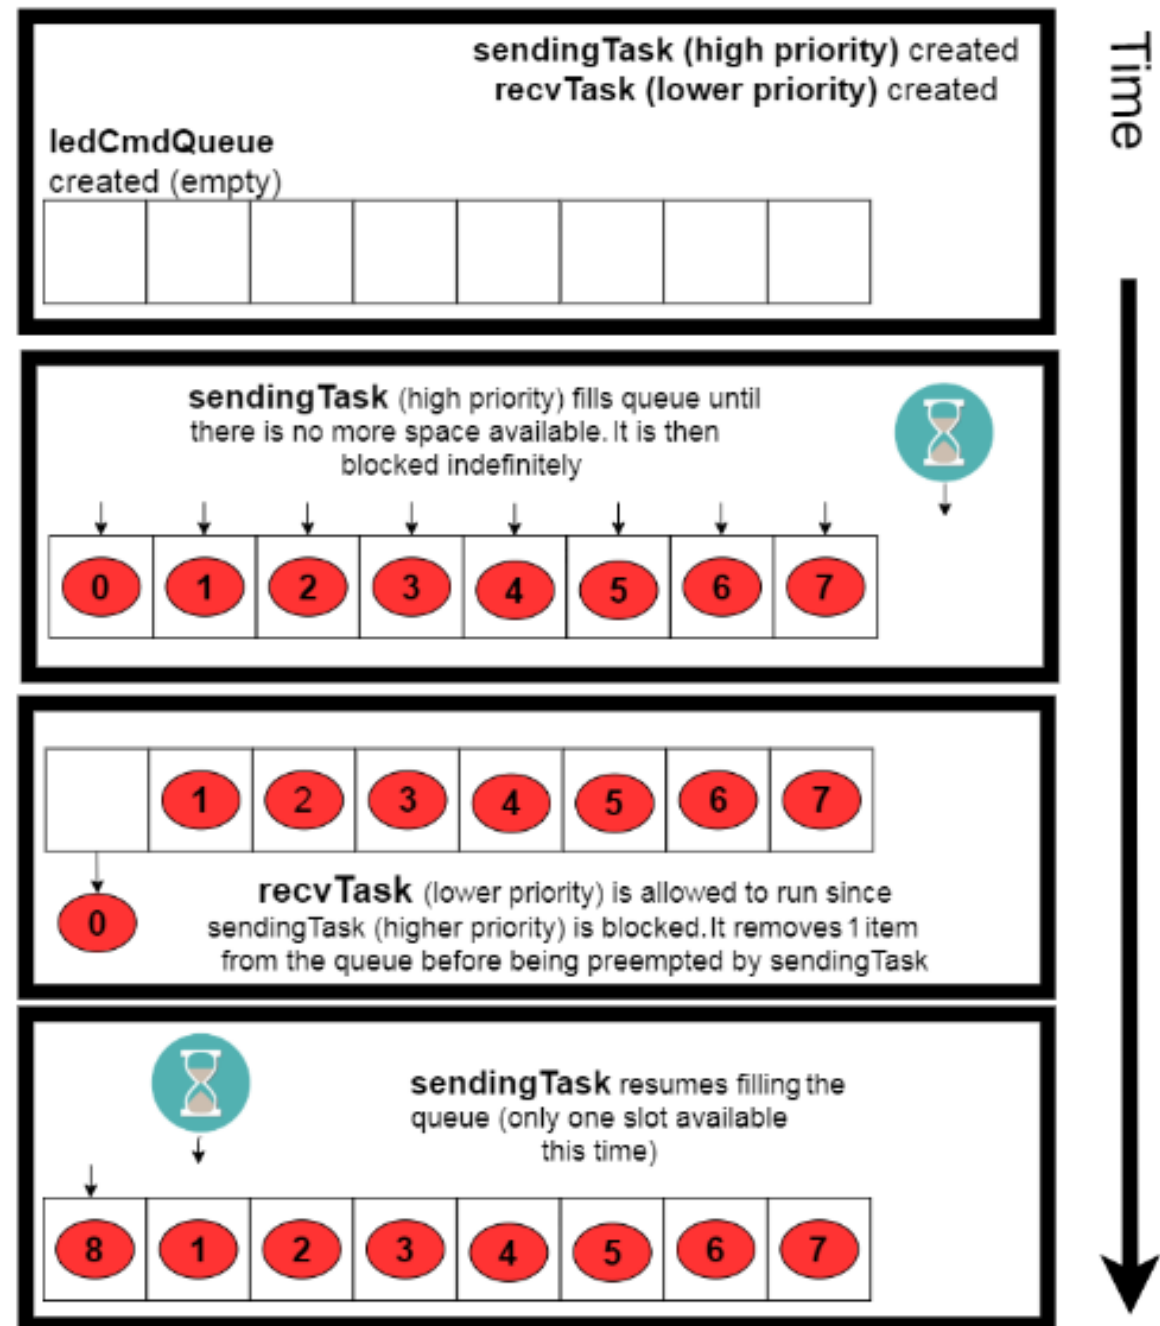 sendingTask (high priority) created
recvTask (lower priority) created
Time
ledCmdQueue
created (empty)
sendingTask (high priority) fills queue until
there is no more space available. It is then
blocked indefinitely
0 1 2 3 4 5 6 7
1 2 3 4 5 6 7
0
recvTask (lower priority) is allowed to run since
sendingTask (higher priority) is blocked. It removes 1 item
from the queue before being preempted by sendingTask
sendingTask resumes filling the
queue (only one slot available
this time)
8 1 2 3 4 5 6 7